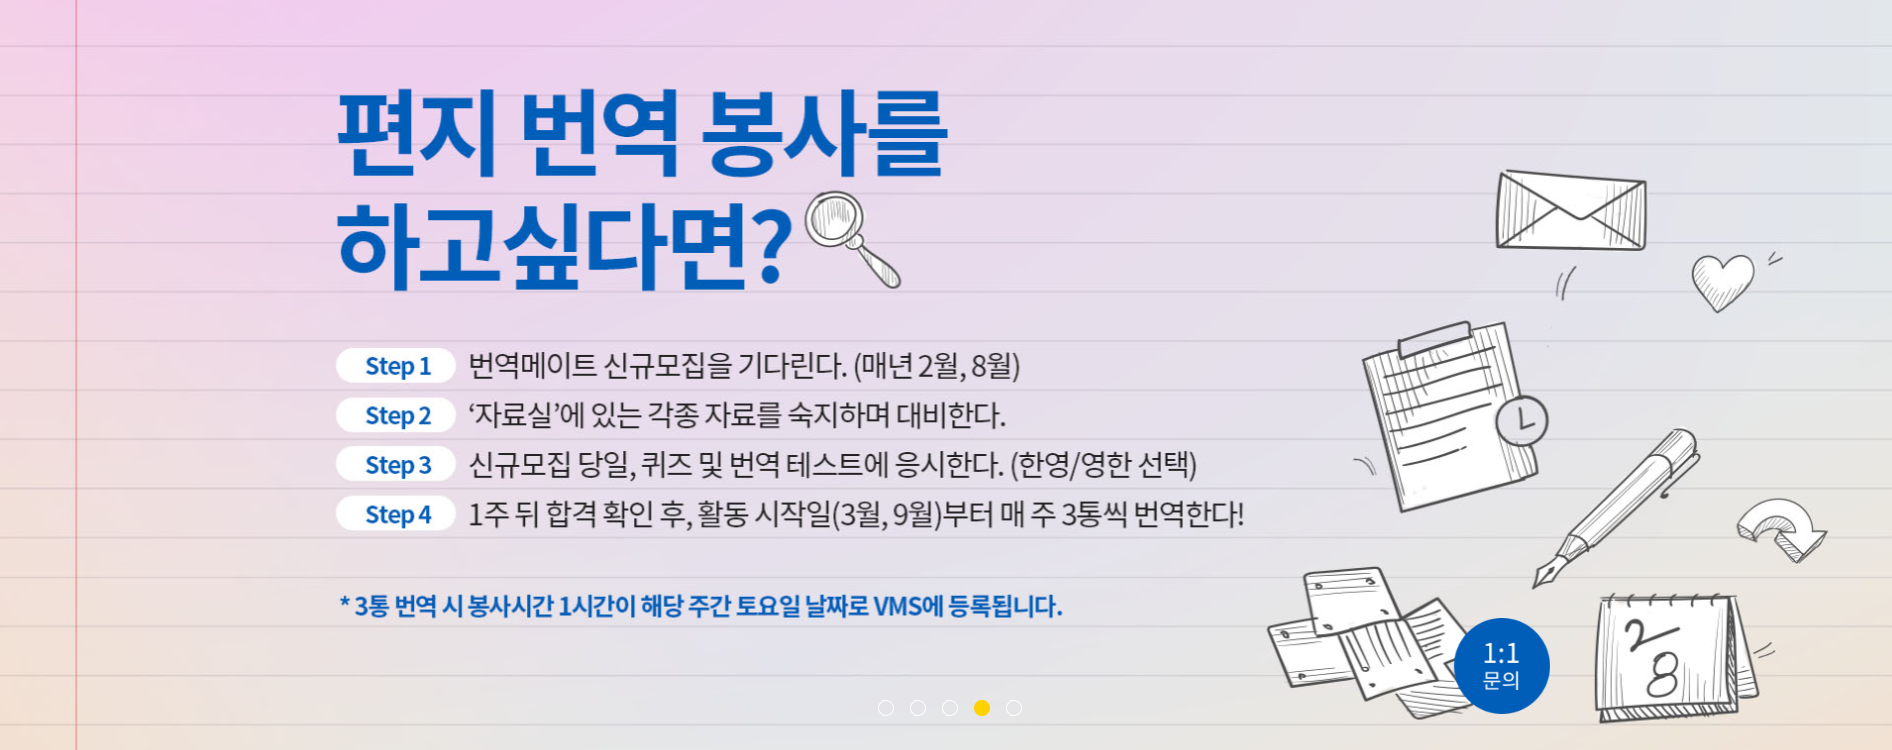 편지 번역 봉사를
하고싶다면?
Step 1 번역메이트 신규모집을 기다린다. (매년 2월, 8월)
Step 2 ‘자료실’에 있는 각종 자료를 숙지하며 대비한다.
Step 3 신규모집 당일, 퀴즈 및 번역 테스트에 응시한다. (한영/영한 선택)
Step 4 1주 뒤 합격 확인 후, 활동 시작일(3월, 9월)부터 매 주 3통씩 번역한다!
* 3통 번역 시 봉사시간 1시간이 해당 주간 토요일 날짜로 VMS에 등록됩니다.
1:1
문의
2
8